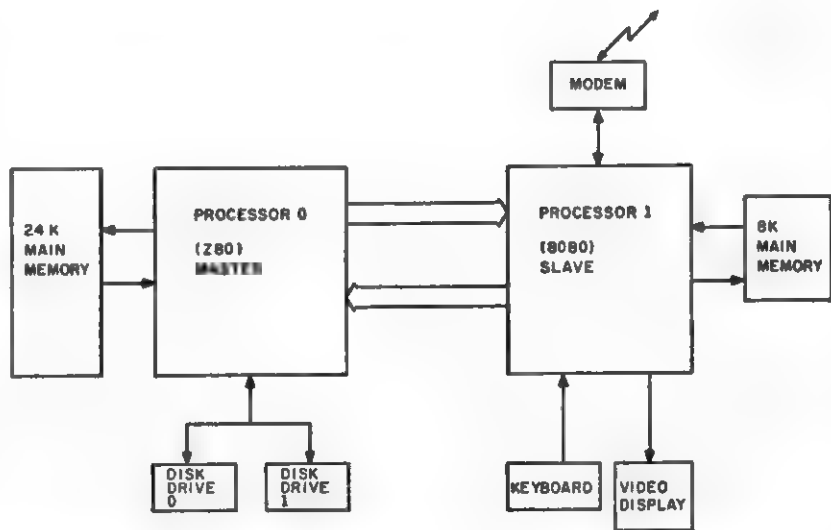 MODEM
24 K
MAIN
MEMORY
PROCESSOR 0
(Z80)
MASTER
PROCESSOR 1
(8080)
SLAVE
8K
MAIN
MEMORY
DISK
DRIVE
0
DISK
DRIVE
1
KEYBOARD
VIDEO
DISPLAY